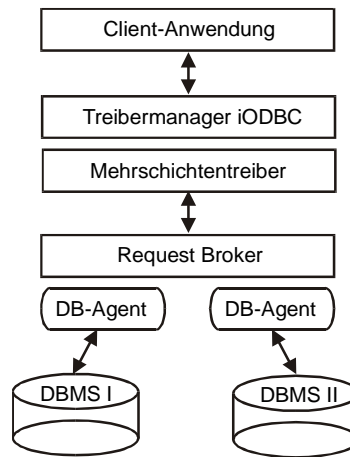 Client-Anwendung
Treibermanager iODBC
Mehrschichtentreiber
Request Broker
DB-Agent
DB-Agent
DBMS I
DBMS II